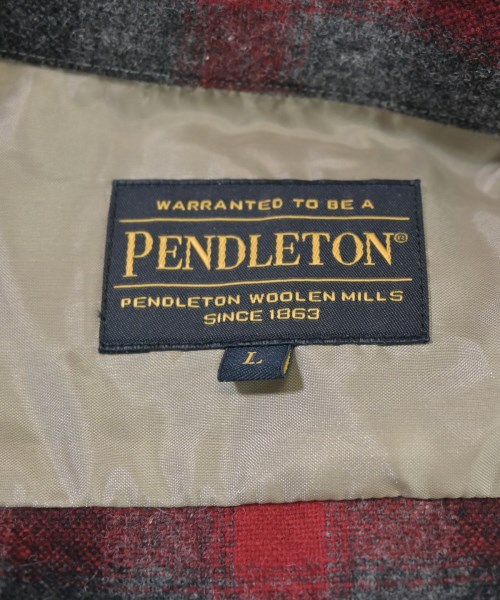 WARRANTED TO BE A
PENDLETON®
PENDLETON WOOLEN MILLS
SINCE 1863
L